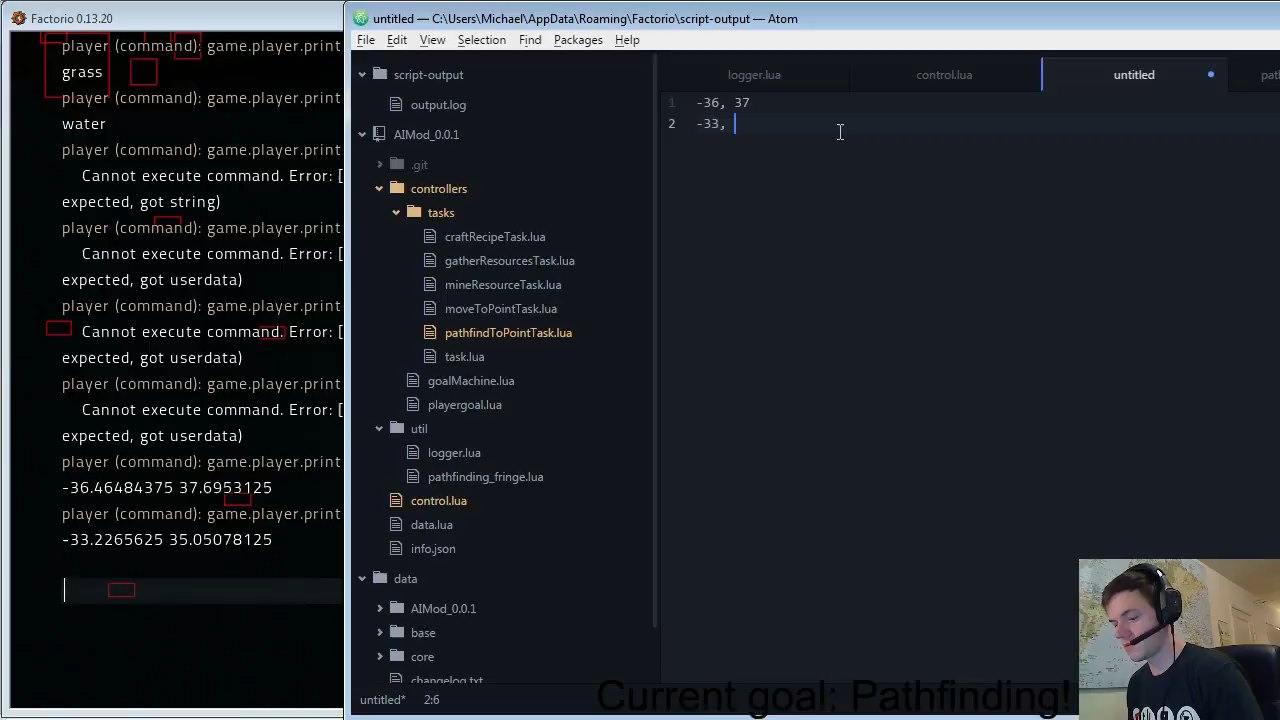 Factorio 0.13.20
player (command): game.player.print
grass
player (command): game.player.print
water
player (command): game.player.print
Cannot execute command. Error: [
expected, got string)
player (command): game.player.print
Cannot execute command. Error: [
expected, got userdata)
player (command): game.player.print
Cannot execute command. Error: [
expected, got userdata)
player (command): game.player.print
Cannot execute command. Error: [
expected, got userdata)
player (command): game.player.print
-36.46484375 37.6953125
player (command): game.player.print
-33.2265625 35.05078125
untitled — C:\Users\Michael\AppData\Roaming\Factorio\script-output — Atom
File Edit View Selection Find Packages Help
script-output
output.log
AIMod_0.0.1
.git
controllers
tasks
craftRecipeTask.lua
gatherResourcesTask.lua
mineResourceTask.lua
moveToPointTask.lua
pathfindToPointTask.lua
task.lua
goalMachine.lua
playergoal.lua
util
logger.lua
pathfinding_fringe.lua
control.lua
data.lua
info.json
data
AIMod_0.0.1
base
core
changelog.txt
logger.lua control.lua untitled
1 -36, 37
2 -33,
untitled* 2:6
Current goal: Pathfinding!